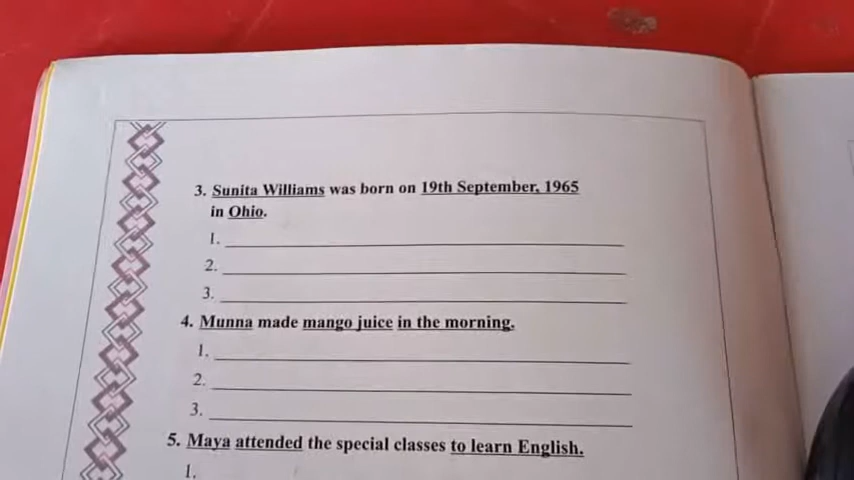 3. Sunita Williams was born on 19th September, 1965
in Ohio.
1.
2.
3.
4. Munna made mango juice in the morning.
1.
2.
3.
5. Maya attended the special classes to learn English.
1.